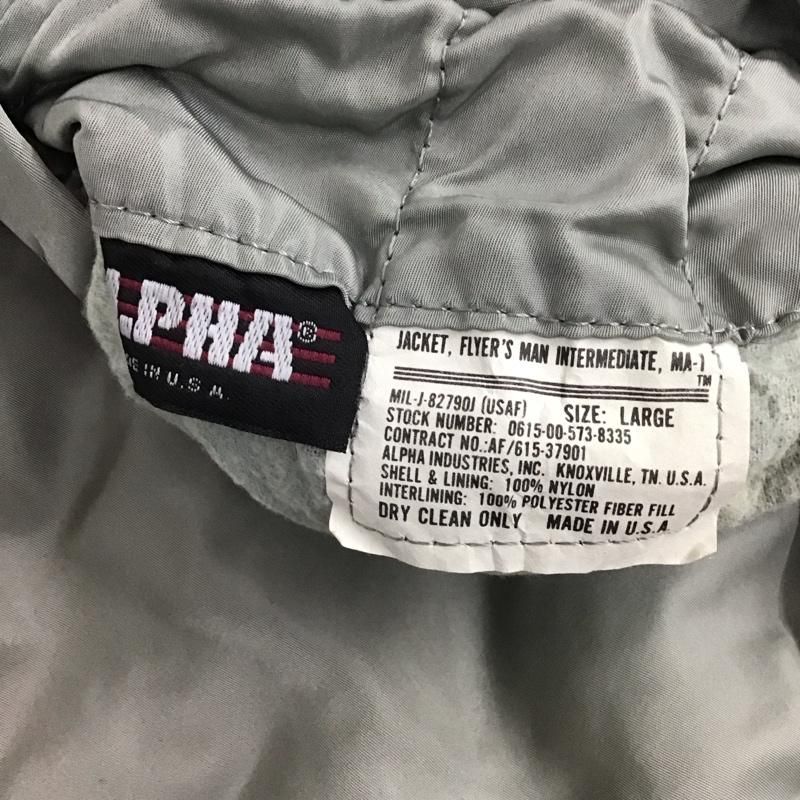 LPHA®
IN U.S.A.
JACKET, FLYER'S MAN INTERMEDIATE, MA-1
TM
MIL-J-82790J (USAF) SIZE: LARGE
STOCK NUMBER: 0615-00-573-8335
CONTRACT NO.:AF/615-37901
ALPHA INDUSTRIES, INC. KNOXVILLE, TN. U.S.A.
SHELL & LINING: 100% NYLON
INTERLINING: 100% POLYESTER FIBER FILL
DRY CLEAN ONLY MADE IN U.S.A.